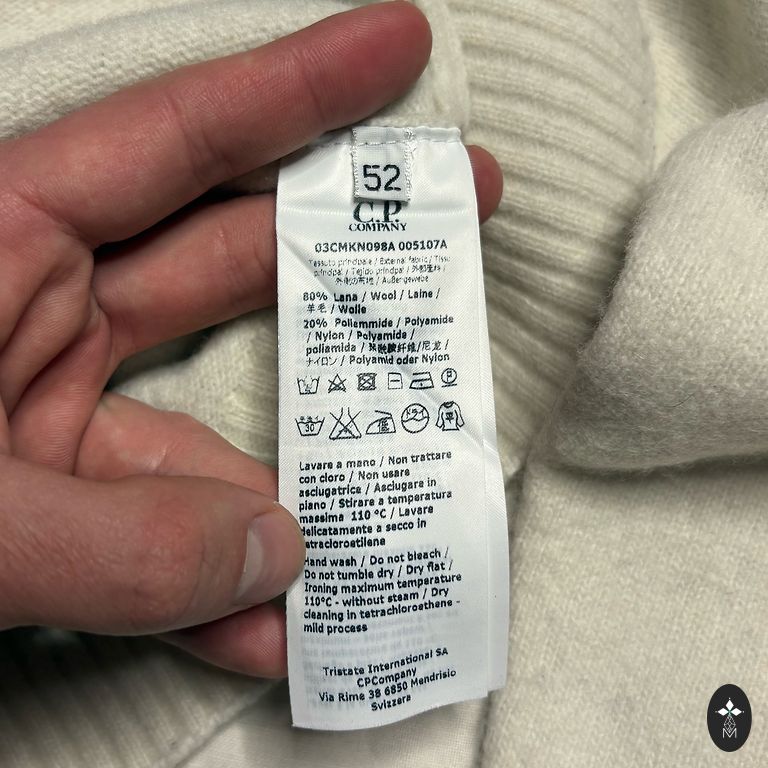 52
C.P.
COMPANY
03CMKN098A 005107A
Tessuto principale / External fabric / Tissu
principal / Tejido principal / 外部面料 /
外側の布地 / Außengewebe
80% Lana / Wool / Laine /
羊毛 / Wolle
20% Poliammide / Polyamide
/ Nylon / Polyamide /
poliamida / 聚酰胺纤维/尼龙 /
ナイロン / Polyamid oder Nylon
Lavare a mano / Non trattare
con cloro / Non usare
asciugatrice / Asciugare in
piano / Stirare a temperatura
massima 110 °C / Lavare
delicatamente a secco in
tetracloroetilene
Hand wash / Do not bleach /
Do not tumble dry / Dry flat /
Ironing maximum temperature
110°C - without steam / Dry
cleaning in tetrachloroethene -
mild process
Tristate International SA
CPCompany
Via Rime 38 6850 Mendrisio
Svizzera
M